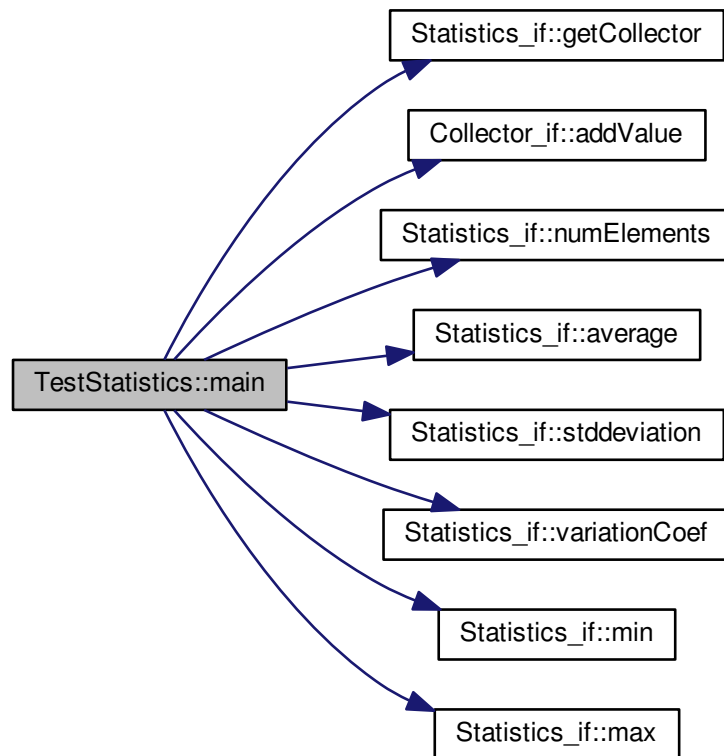 Statistics_if::getCollector
Collector_if::addValue
Statistics_if::numElements
Statistics_if::average
TestStatistics::main
Statistics_if::stddeviation
Statistics_if::variationCoef
Statistics_if::min
Statistics_if::max